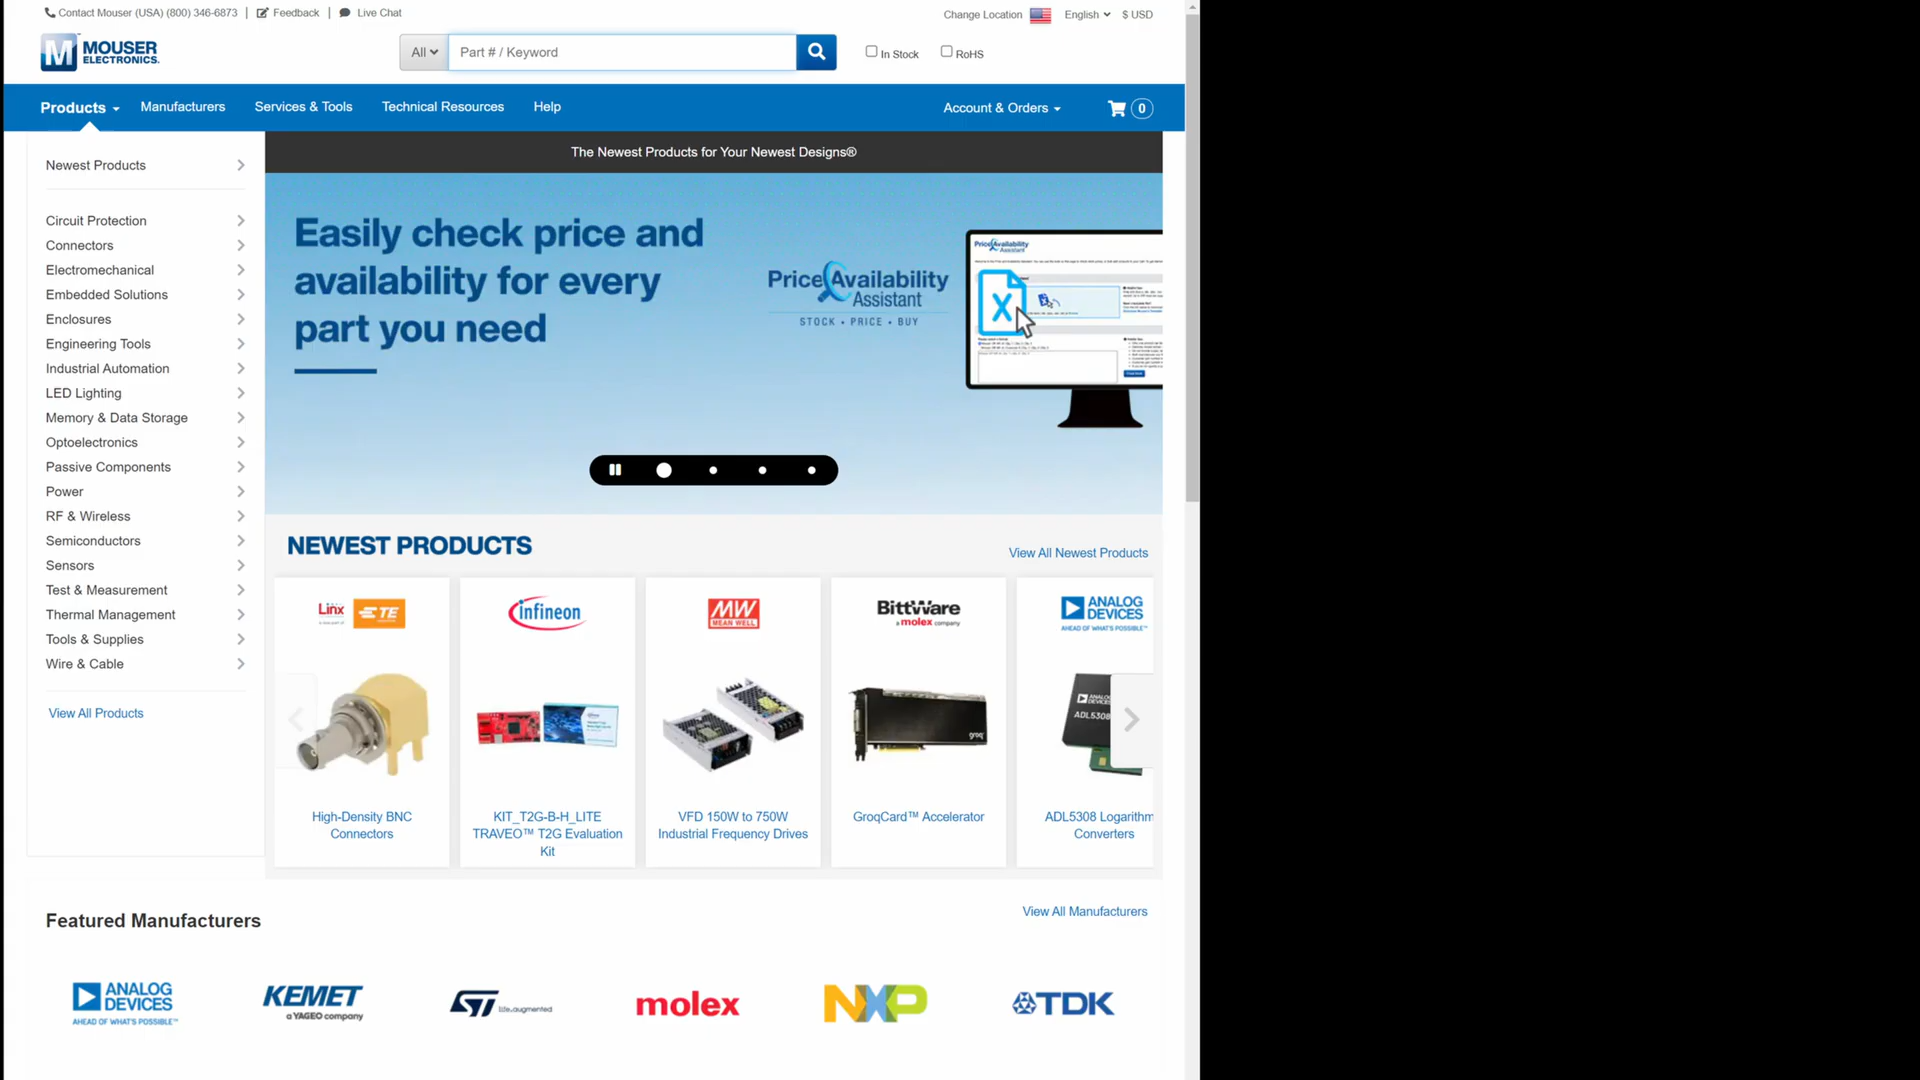 Contact Mouser (USA) (800) 346-6873 | Feedback | Live Chat
Change Location English $ USD
M MOUSER
ELECTRONICS.
All Part # / Keyword In Stock RoHS
Products Manufacturers Services & Tools Technical Resources Help Account & Orders 0
Newest Products
Circuit Protection
Connectors
Electromechanical
Embedded Solutions
Enclosures
Engineering Tools
Industrial Automation
LED Lighting
Memory & Data Storage
Optoelectronics
Passive Components
Power
RF & Wireless
Semiconductors
Sensors
Test & Measurement
Thermal Management
Tools & Supplies
Wire & Cable
View All Products
The Newest Products for Your Newest Designs®
Easily check price and
availability for every
part you need
Price Availability
Assistant
STOCK • PRICE • BUY
Price Availability
Assistant
X
NEWEST PRODUCTS
View All Newest Products
Linx
TE
High-Density BNC
Connectors
infineon
KIT_T2G-B-H_LITE
TRAVEO™ T2G Evaluation
Kit
MW
MEAN WELL
VFD 150W to 750W
Industrial Frequency Drives
BittWare
a molex company
groq
GroqCard™ Accelerator
ANALOG
DEVICES
AHEAD OF WHAT'S POSSIBLE™
ANALOG
DEVICES
ADL5308
ADL5308 Logarithm
Converters
Featured Manufacturers
View All Manufacturers
ANALOG
DEVICES
AHEAD OF WHAT'S POSSIBLE™
KEMET
a YAGEO company
ST life.augmented
molex
NXP
TDK